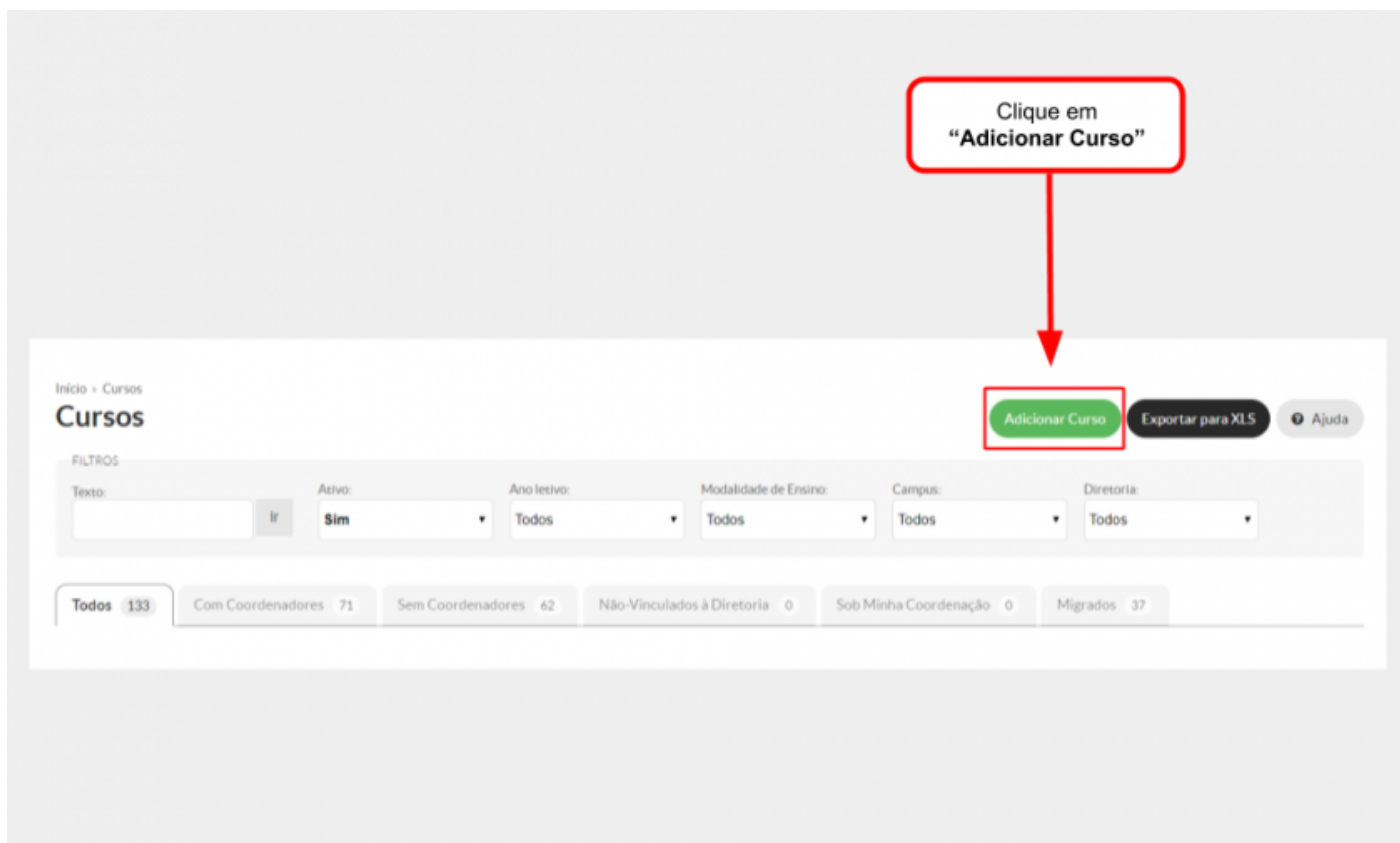 Clique em
“Adicionar Curso”
Início » Cursos
Cursos
Adicionar Curso Exportar para XLS Ajuda
FILTROS
Texto: Ativo: Ano letivo: Modalidade de Ensino: Campus: Diretoria:
Ir Sim Todos Todos Todos Todos
Todos 133 Com Coordenadores 71 Sem Coordenadores 62 Não-Vinculados à Diretoria 0 Sob Minha Coordenação 0 Migrados 37